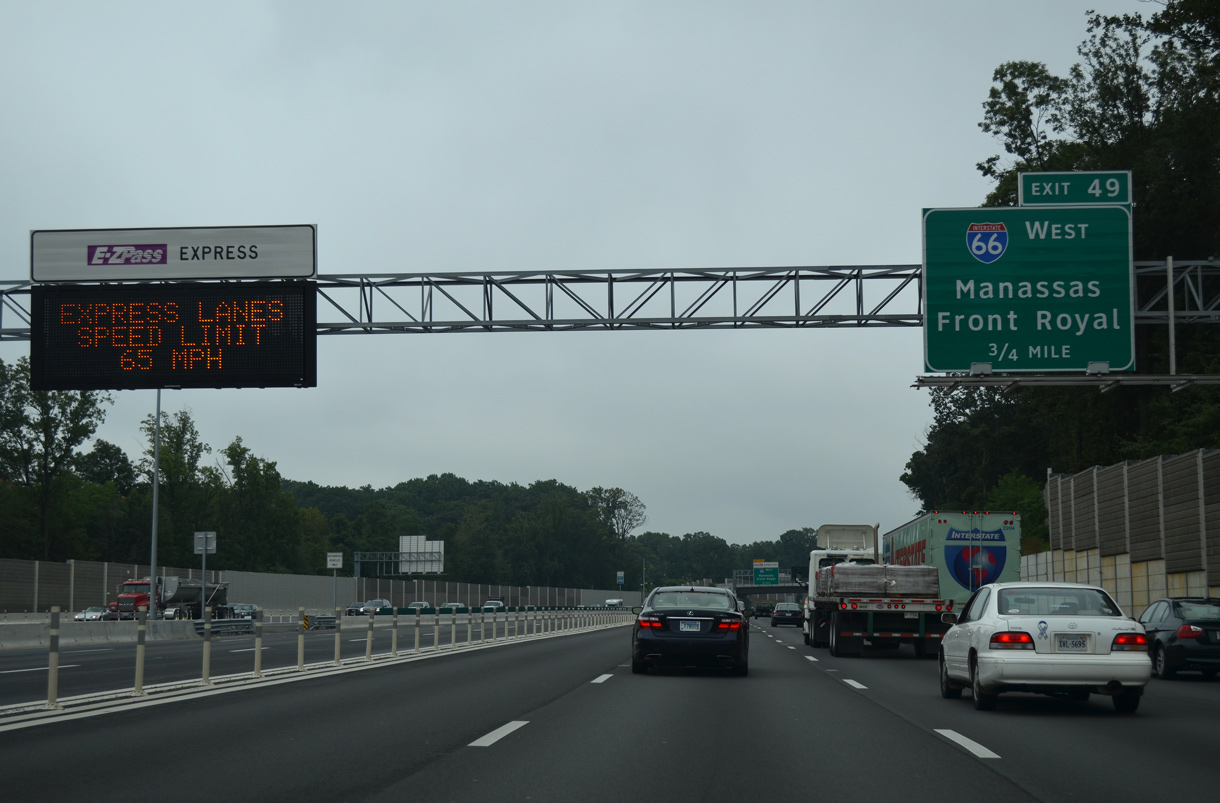 E-ZPass EXPRESS
EXPRESS LANES
SPEED LIMIT
65 MPH
EXIT 49
INTERSTATE
66 WEST
Manassas
Front Royal
3/4 MILE
INTERSTATE